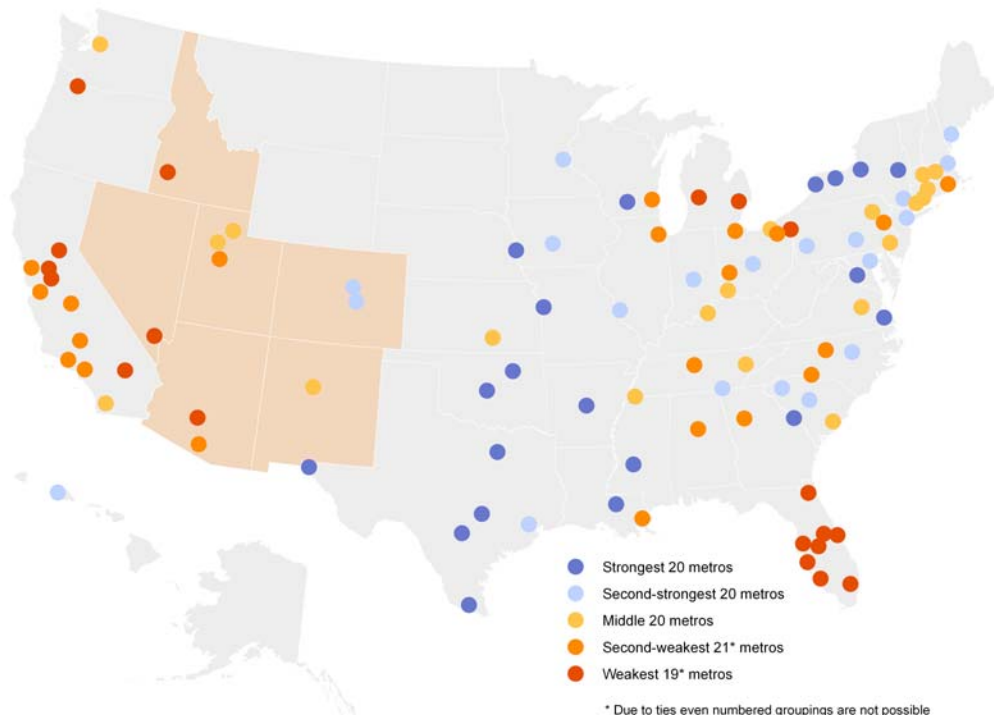 Strongest 20 metros
Second-strongest 20 metros
Middle 20 metros
Second-weakest 21* metros
Weakest 19* metros
* Due to ties even numbered groupings are not possible